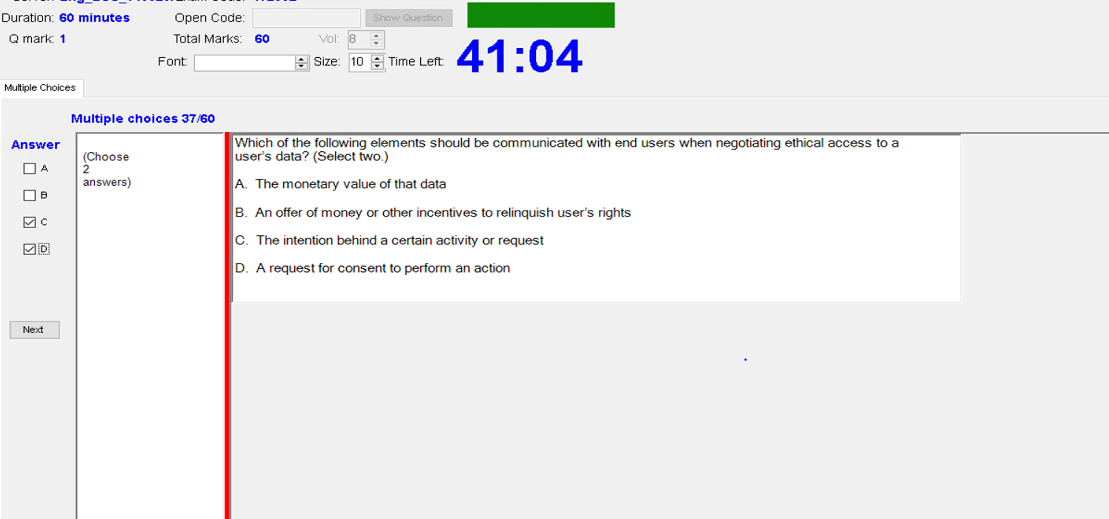 Duration: 60 minutes
Open Code:
Show Question
Q mark: 1
Total Marks: 60
Vol: 8
Font:
Size: 10
Time Left:
41:04
Multiple Choices
Multiple choices 37/60
Answer
A
B
C
D
Next
(Choose
2
answers)
Which of the following elements should be communicated with end users when negotiating ethical access to a
user's data? (Select two.)
A. The monetary value of that data
B. An offer of money or other incentives to relinquish user's rights
C. The intention behind a certain activity or request
D. A request for consent to perform an action